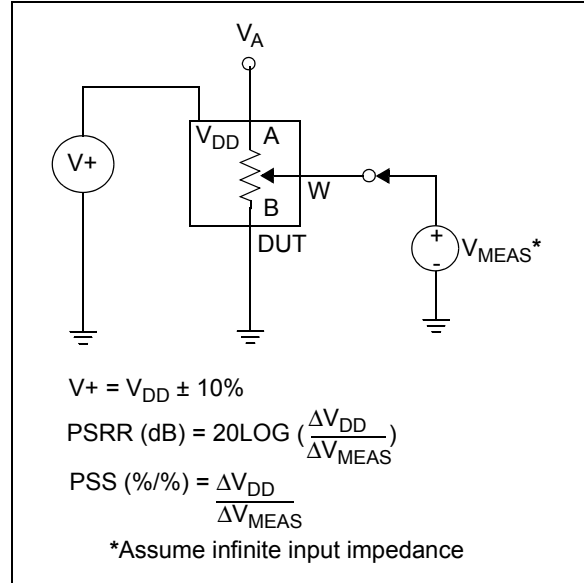 V_A
V_DD A
V+
W
B
DUT
+
-
V_MEAS*
V+ = V_DD ± 10%
PSRR (dB) = 20LOG (ΔV_DD / ΔV_MEAS)
PSS (%/%) = ΔV_DD / ΔV_MEAS
*Assume infinite input impedance